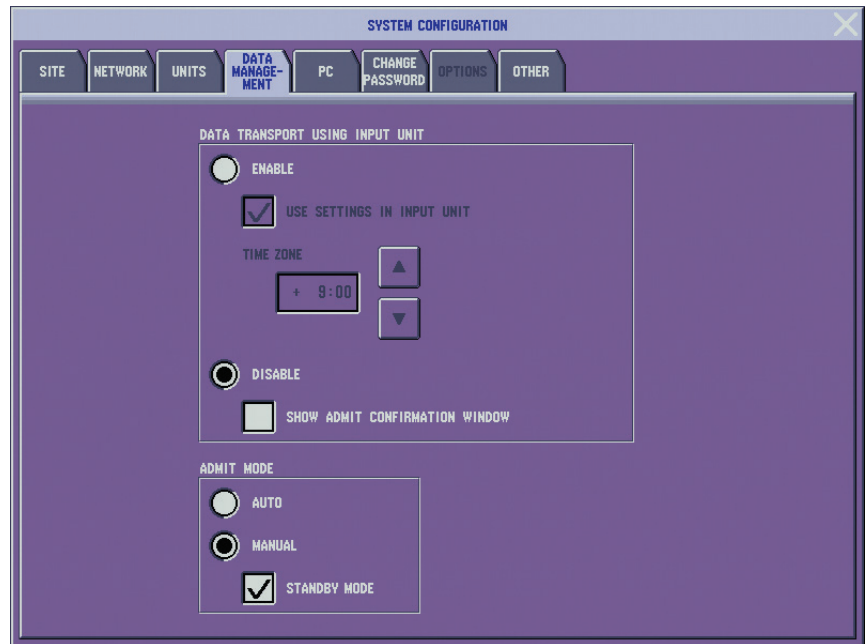 SYSTEM CONFIGURATION
SITE
NETWORK
UNITS
DATA
MANAGE-
MENT
PC
CHANGE
PASSWORD
OPTIONS
OTHER
DATA TRANSPORT USING INPUT UNIT
ENABLE
USE SETTINGS IN INPUT UNIT
TIME ZONE
+ 9:00
DISABLE
SHOW ADMIT CONFIRMATION WINDOW
ADMIT MODE
AUTO
MANUAL
STANDBY MODE